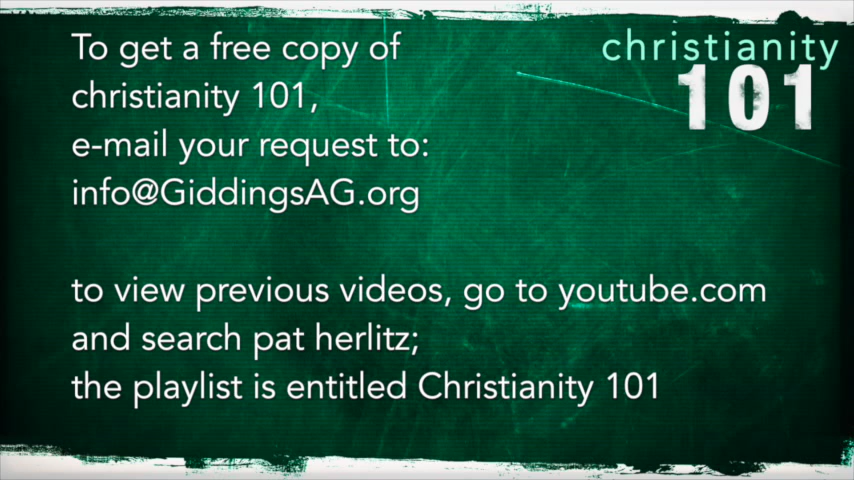 To get a free copy of
christianity 101,
e-mail your request to:
info@GiddingsAG.org
to view previous videos, go to youtube.com
and search pat herlitz;
the playlist is entitled Christianity 101
christianity
101